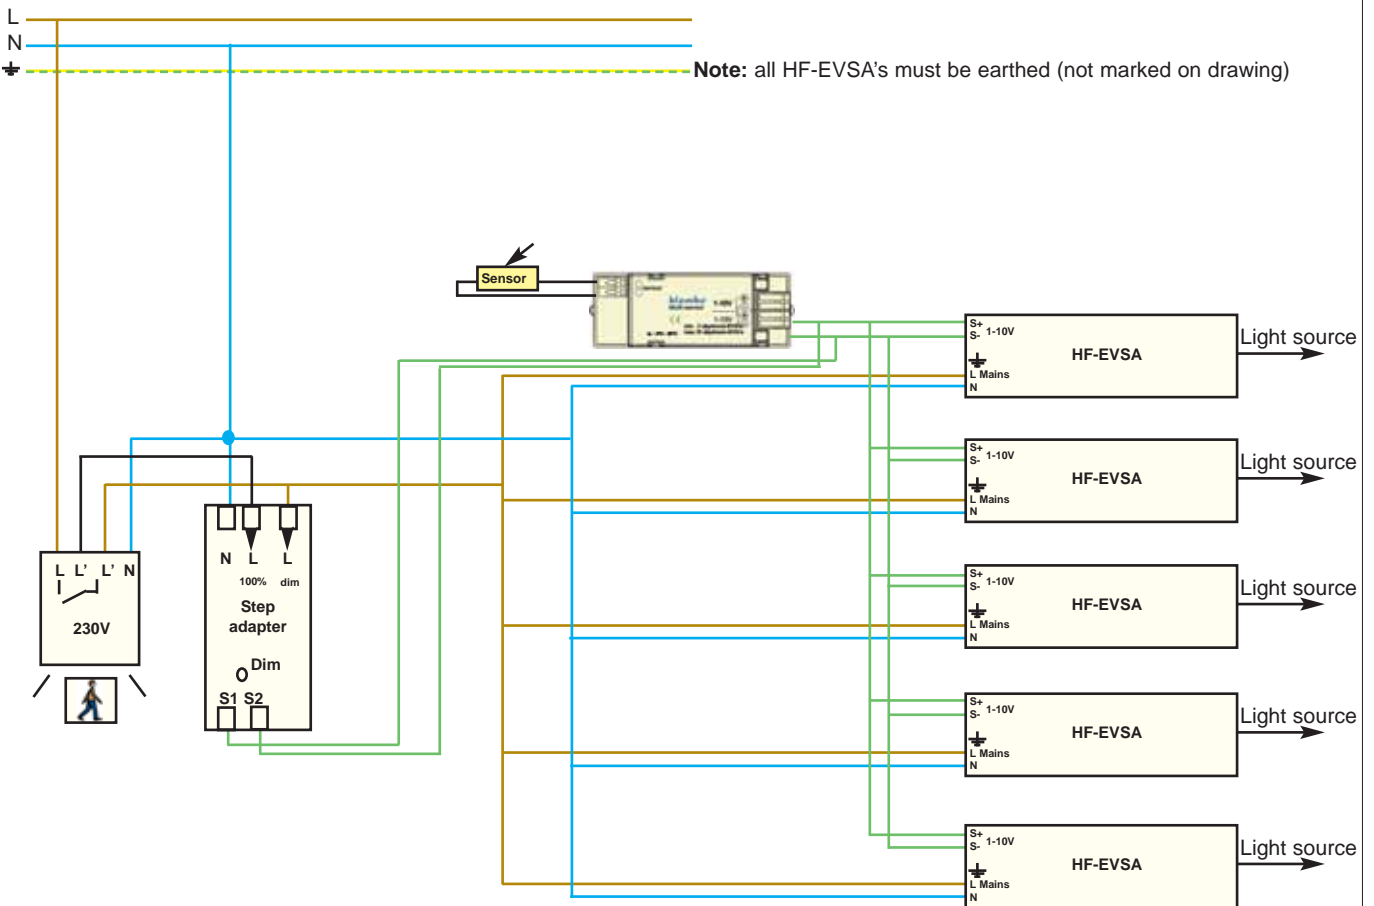 L
N
Note: all HF-EVSA's must be earthed (not marked on drawing)
Sensor
1-10V
S+
S- 1-10V
L Mains
N
HF-EVSA
Light source
S+
S- 1-10V
L Mains
N
HF-EVSA
Light source
L L' L' N
230V
N L L
100% dim
Step
adapter
Dim
S1 S2
S+
S- 1-10V
L Mains
N
HF-EVSA
Light source
S+
S- 1-10V
L Mains
N
HF-EVSA
Light source
S+
S- 1-10V
L Mains
N
HF-EVSA
Light source